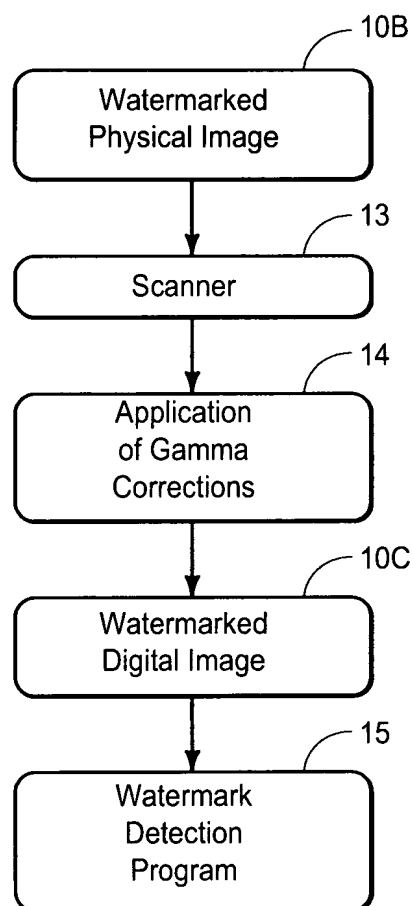 10B
Watermarked
Physical Image
13
Scanner
14
Application
of Gamma
Corrections
10C
Watermarked
Digital Image
15
Watermark
Detection
Program